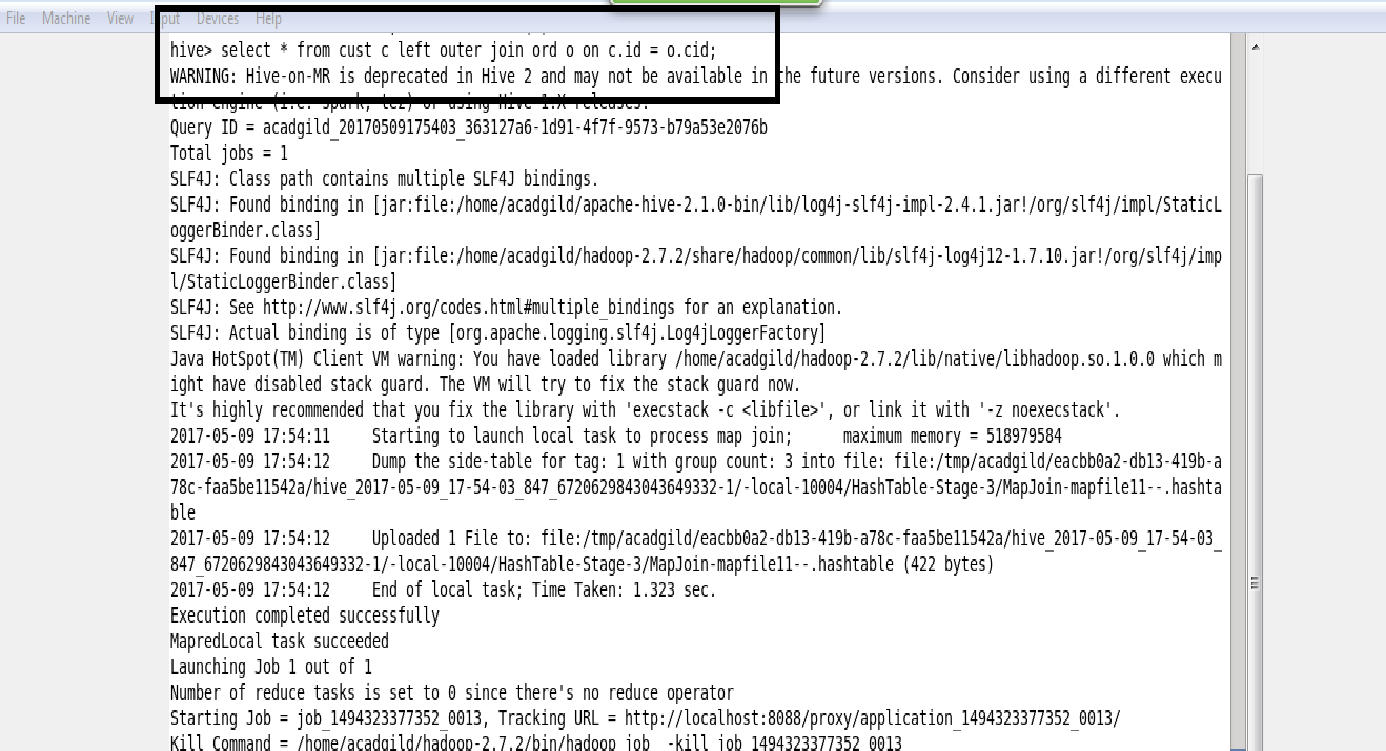 File Machine View Input Devices Help
hive> select * from cust c left outer join ord o on c.id = o.cid;
WARNING: Hive-on-MR is deprecated in Hive 2 and may not be available in the future versions. Consider using a different execu
tion engine (i.e. spark, tez) or using Hive 1.X releases.
Query ID = acadgild_20170509175403_363127a6-1d91-4f7f-9573-b79a53e2076b
Total jobs = 1
SLF4J: Class path contains multiple SLF4J bindings.
SLF4J: Found binding in [jar:file:/home/acadgild/apache-hive-2.1.0-bin/lib/log4j-slf4j-impl-2.4.1.jar!/org/slf4j/impl/StaticL
oggerBinder.class]
SLF4J: Found binding in [jar:file:/home/acadgild/hadoop-2.7.2/share/hadoop/common/lib/slf4j-log4j12-1.7.10.jar!/org/slf4j/imp
l/StaticLoggerBinder.class]
SLF4J: See http://www.slf4j.org/codes.html#multiple_bindings for an explanation.
SLF4J: Actual binding is of type [org.apache.logging.slf4j.Log4jLoggerFactory]
Java HotSpot(TM) Client VM warning: You have loaded library /home/acadgild/hadoop-2.7.2/lib/native/libhadoop.so.1.0.0 which m
ight have disabled stack guard. The VM will try to fix the stack guard now.
It's highly recommended that you fix the library with 'execstack -c <libfile>', or link it with '-z noexecstack'.
2017-05-09 17:54:11 Starting to launch local task to process map join; maximum memory = 518979584
2017-05-09 17:54:12 Dump the side-table for tag: 1 with group count: 3 into file: file:/tmp/acadgild/eacbb0a2-db13-419b-a
78c-faa5be11542a/hive_2017-05-09_17-54-03_847_6720629843043649332-1/-local-10004/HashTable-Stage-3/MapJoin-mapfile11--.hashta
ble
2017-05-09 17:54:12 Uploaded 1 File to: file:/tmp/acadgild/eacbb0a2-db13-419b-a78c-faa5be11542a/hive_2017-05-09_17-54-03_
847_6720629843043649332-1/-local-10004/HashTable-Stage-3/MapJoin-mapfile11--.hashtable (422 bytes)
2017-05-09 17:54:12 End of local task; Time Taken: 1.323 sec.
Execution completed successfully
MapredLocal task succeeded
Launching Job 1 out of 1
Number of reduce tasks is set to 0 since there's no reduce operator
Starting Job = job_1494323377352_0013, Tracking URL = http://localhost:8088/proxy/application_1494323377352_0013/
Kill Command = /home/acadgild/hadoop-2.7.2/bin/hadoop job -kill job_1494323377352_0013